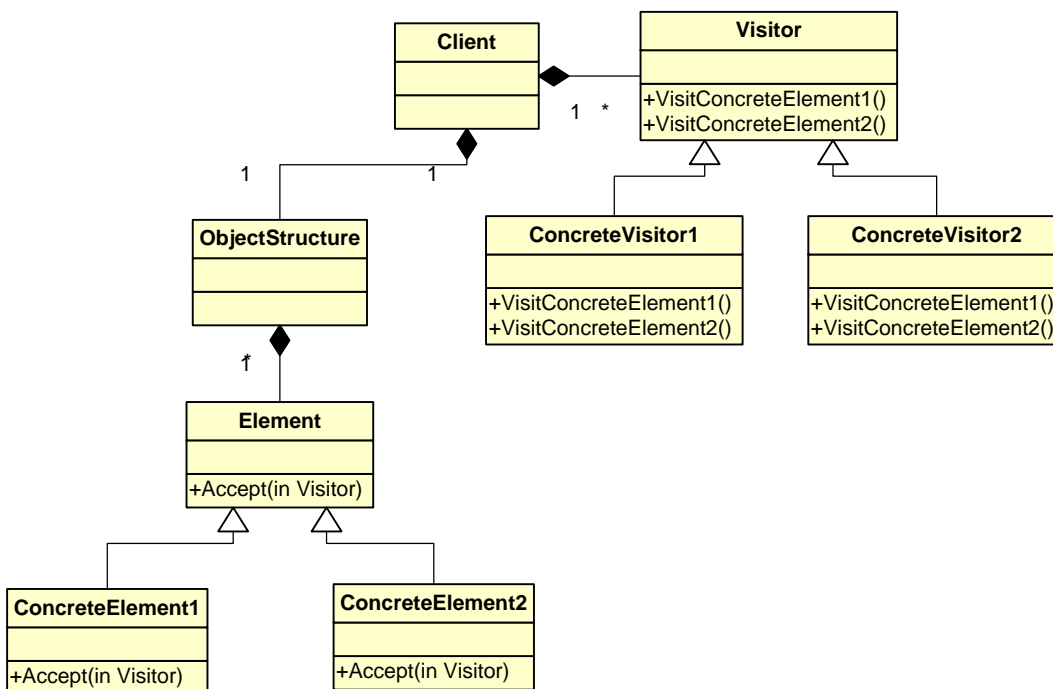 Client
Visitor
+VisitConcreteElement1()
+VisitConcreteElement2()
1 *
1 1
ObjectStructure
ConcreteVisitor1
+VisitConcreteElement1()
+VisitConcreteElement2()
ConcreteVisitor2
+VisitConcreteElement1()
+VisitConcreteElement2()
1*
Element
+Accept(in Visitor)
ConcreteElement1
+Accept(in Visitor)
ConcreteElement2
+Accept(in Visitor)